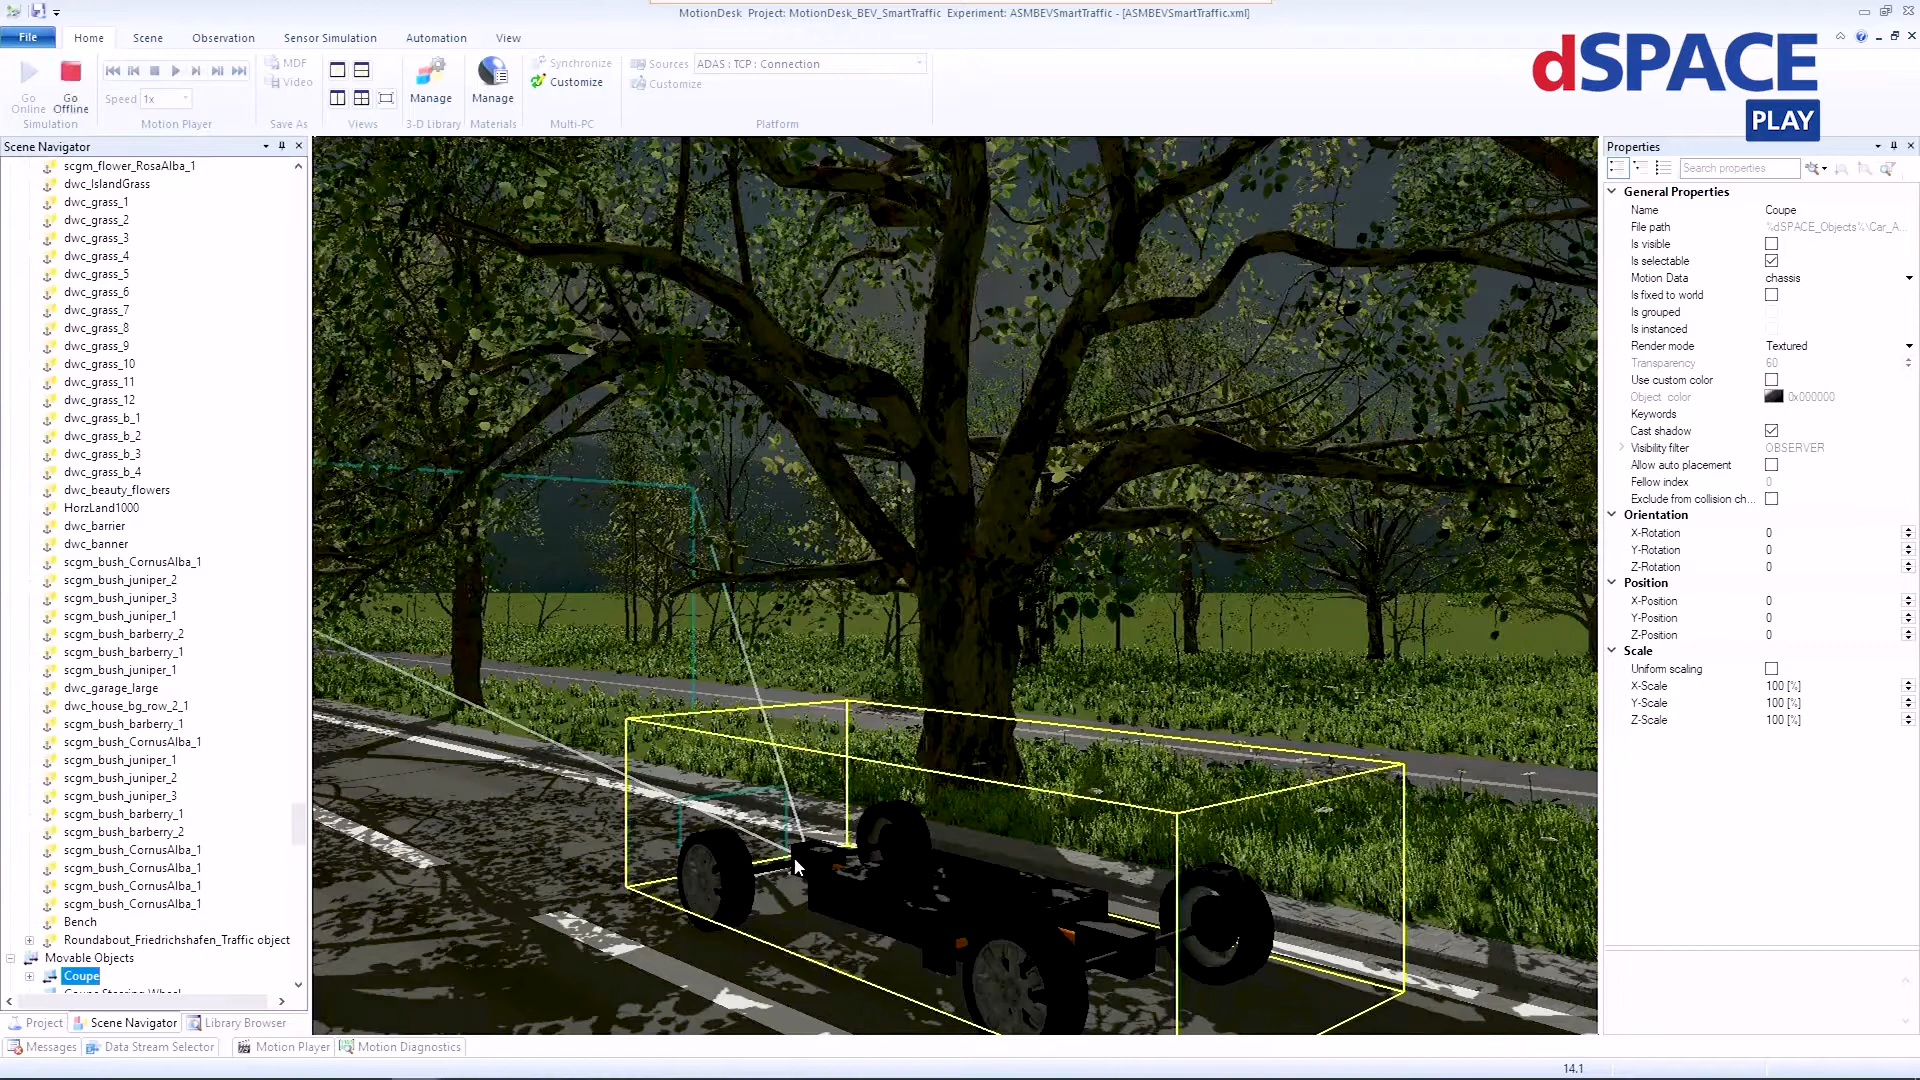 MotionDesk Project: MotionDesk_BEV_SmartTraffic Experiment: ASMBEVSmartTraffic - [ASMBEVSmartTraffic.xml]
File
Home
Scene
Observation
Sensor Simulation
Automation
View
dSPACE
PLAY
Go Online
Go Offline
Simulation
Speed 1x
Motion Player
MDF
Video
Save As
Views
Manage
3-D Library
Manage
Materials
Synchronize
Customize
Multi-PC
Sources ADAS : TCP : Connection
Customize
Platform
Scene Navigator
scgm_flower_RosaAlba_1
dwc_IslandGrass
dwc_grass_1
dwc_grass_2
dwc_grass_3
dwc_grass_4
dwc_grass_5
dwc_grass_6
dwc_grass_7
dwc_grass_8
dwc_grass_9
dwc_grass_10
dwc_grass_11
dwc_grass_12
dwc_grass_b_1
dwc_grass_b_2
dwc_grass_b_3
dwc_grass_b_4
dwc_beauty_flowers
HorzLand1000
dwc_barrier
dwc_banner
scgm_bush_CornusAlba_1
scgm_bush_juniper_2
scgm_bush_juniper_3
scgm_bush_juniper_1
scgm_bush_barberry_2
scgm_bush_barberry_1
scgm_bush_juniper_1
dwc_garage_large
dwc_house_bg_row_2_1
scgm_bush_barberry_1
scgm_bush_CornusAlba_1
scgm_bush_juniper_1
scgm_bush_juniper_2
scgm_bush_juniper_3
scgm_bush_barberry_1
scgm_bush_barberry_2
scgm_bush_CornusAlba_1
scgm_bush_CornusAlba_1
scgm_bush_CornusAlba_1
scgm_bush_CornusAlba_1
Bench
Roundabout_Friedrichshafen_Traffic object
Movable Objects
Coupe
Project
Scene Navigator
Library Browser
Messages
Data Stream Selector
Motion Player
Motion Diagnostics
Properties
Search properties
General Properties
Name Coupe
File path %dSPACE_Objects%\Car_A...
Is visible
Is selectable
Motion Data chassis
Is fixed to world
Is grouped
Is instanced
Render mode Textured
Transparency 60
Use custom color
Object color 0x000000
Keywords
Cast shadow
Visibility filter OBSERVER
Allow auto placement
Fellow index 0
Exclude from collision ch...
Orientation
X-Rotation 0
Y-Rotation 0
Z-Rotation 0
Position
X-Position 0
Y-Position 0
Z-Position 0
Scale
Uniform scaling
X-Scale 100 [%]
Y-Scale 100 [%]
Z-Scale 100 [%]
14.1